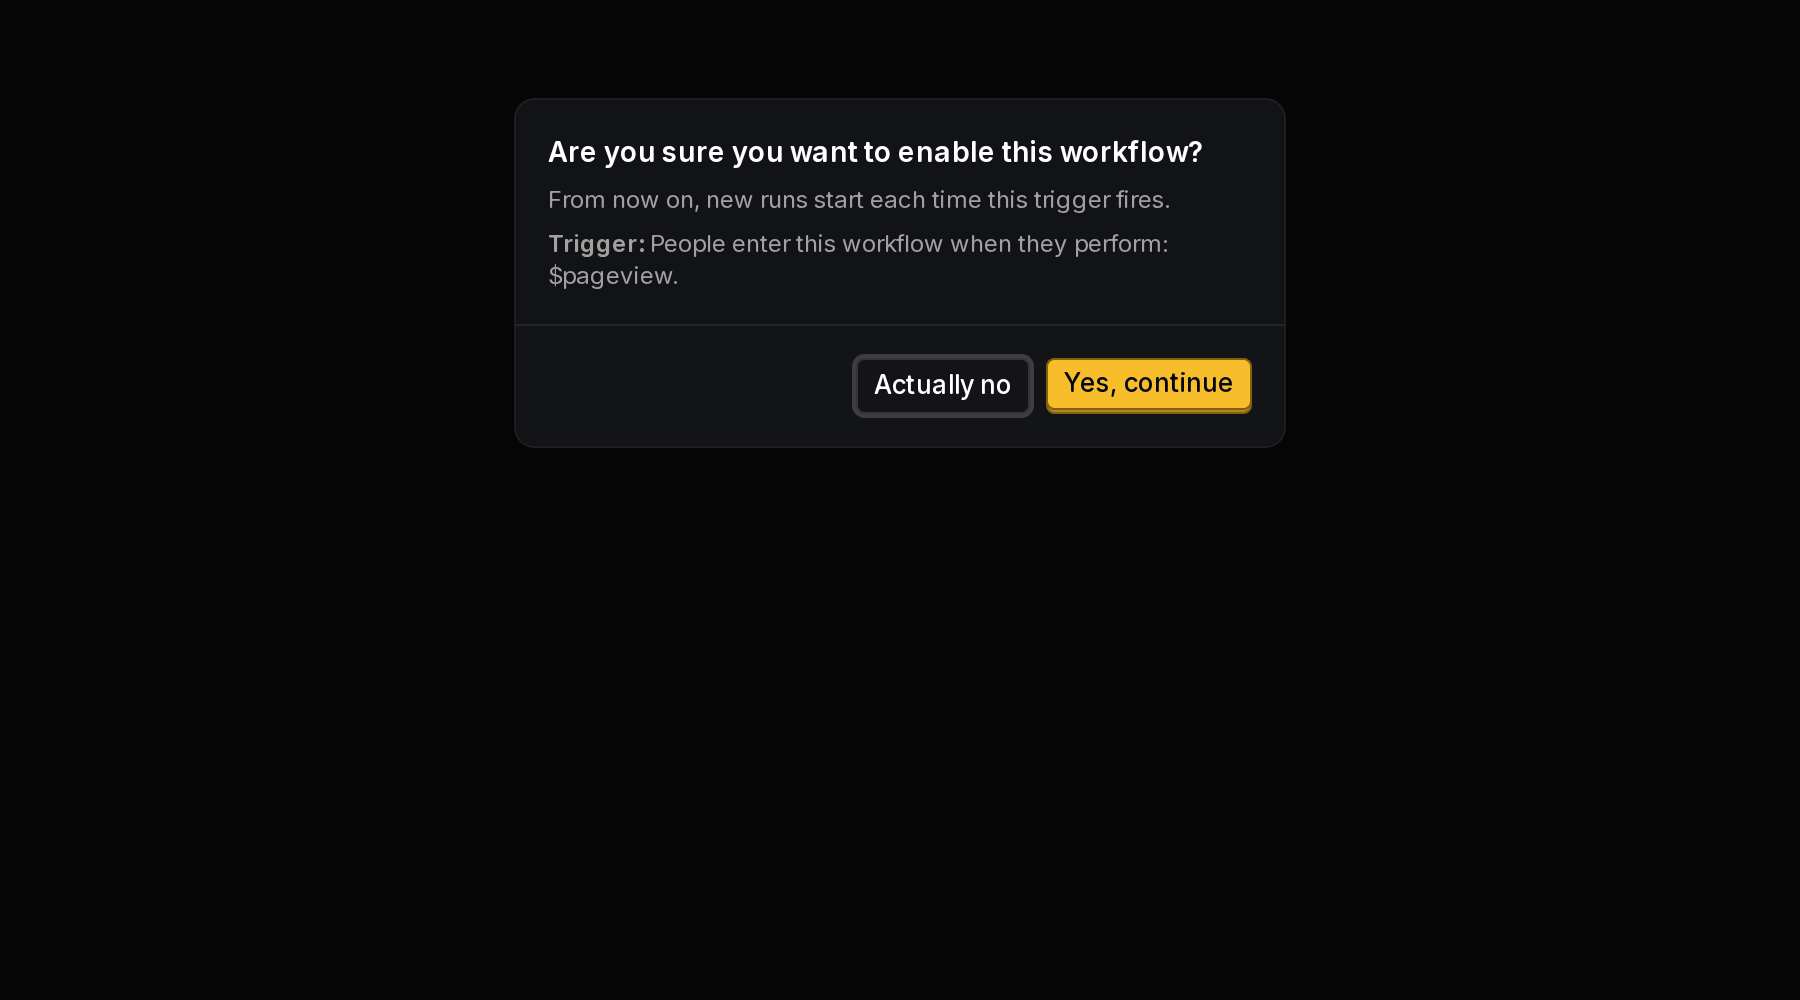 Are you sure you want to enable this workflow?
From now on, new runs start each time this trigger fires.
Trigger: People enter this workflow when they perform:
$pageview.
Actually no
Yes, continue